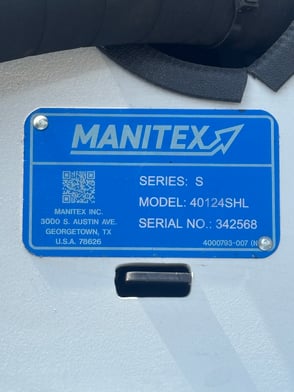 MANITEX
SERIES: S
MODEL: 40124SHL
SERIAL NO.: 342568
MANITEX INC.
3000 S. AUSTIN AVE.
GEORGETOWN, TX
U.S.A. 78626
4000793-007